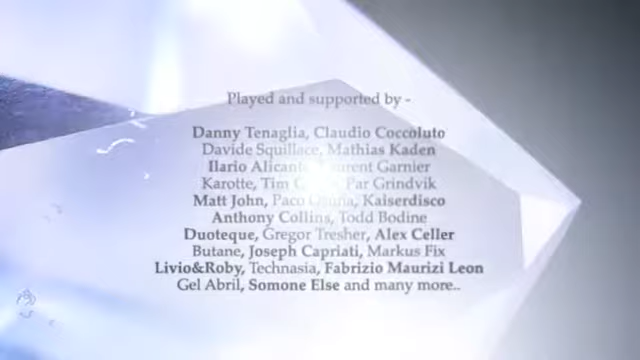 Played and supported by -
Danny Tenaglia, Claudio Coccoluto
Davide Squillace, Mathias Kaden
Ilario Alicante, Laurent Garnier
Karotte, Tim Par Grindvik
Matt John, Paco Kaiserdisco
Anthony Collins, Todd Bodine
Duoteque, Gregor Tresher, Alex Celler
Butane, Joseph Capriati, Markus Fix
Livio&Roby, Technasia, Fabrizio Maurizi Leon
Gel Abril, Somone Else and many more..